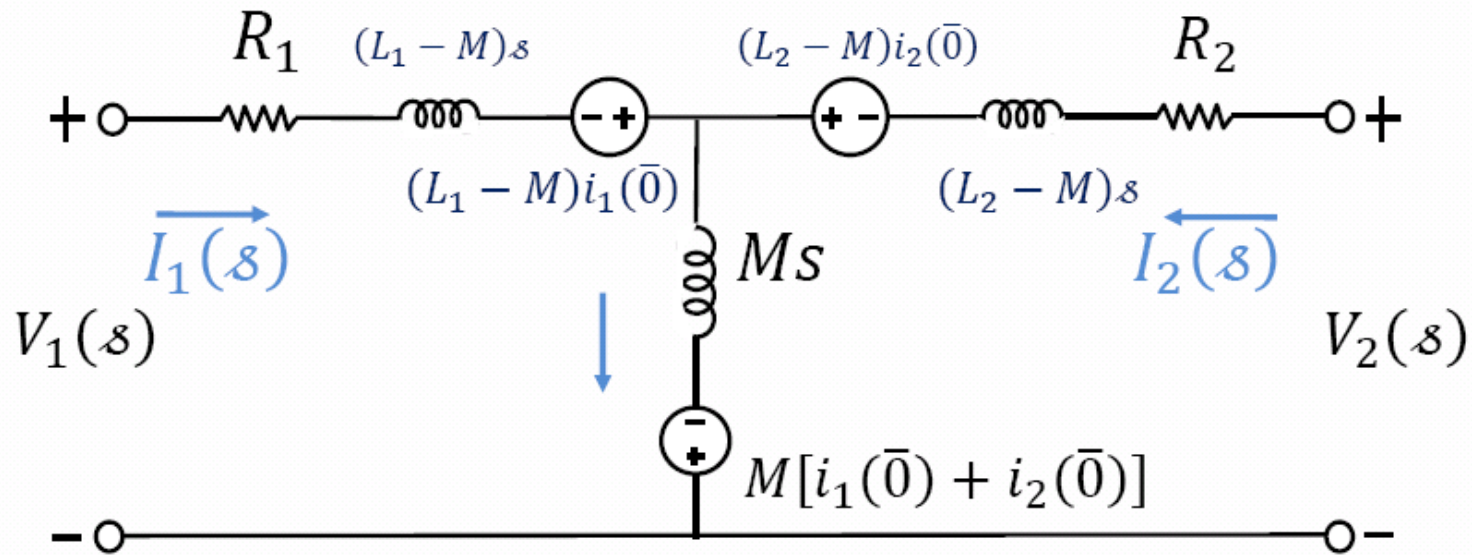 R₁ (L₁ − M)𝓈 (L₂ − M)i₂(0̄) R₂
+ − + + − +
(L₁ − M)i₁(0̄) (L₂ − M)𝓈
I₁(𝓈) Ms I₂(𝓈)
V₁(𝓈) V₂(𝓈)
−
+
M[i₁(0̄) + i₂(0̄)]
− −